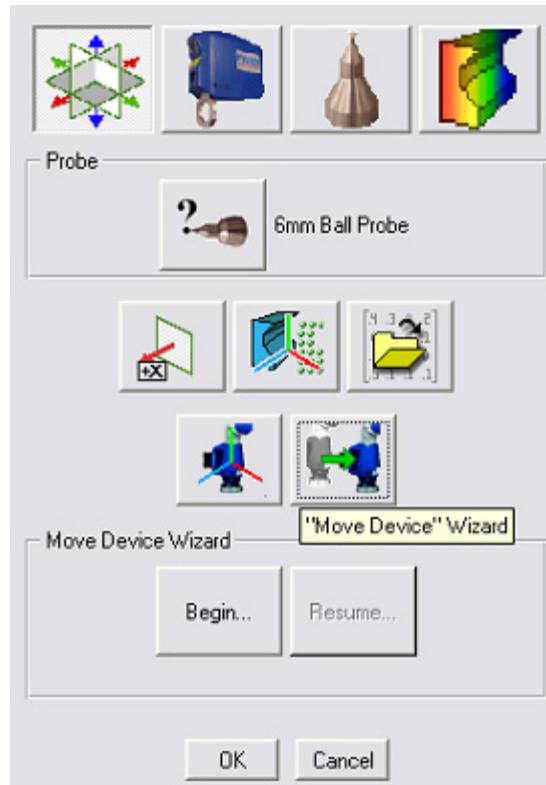 Probe
?
6mm Ball Probe
+X
"Move Device" Wizard
Move Device Wizard
Begin...
Resume...
OK
Cancel